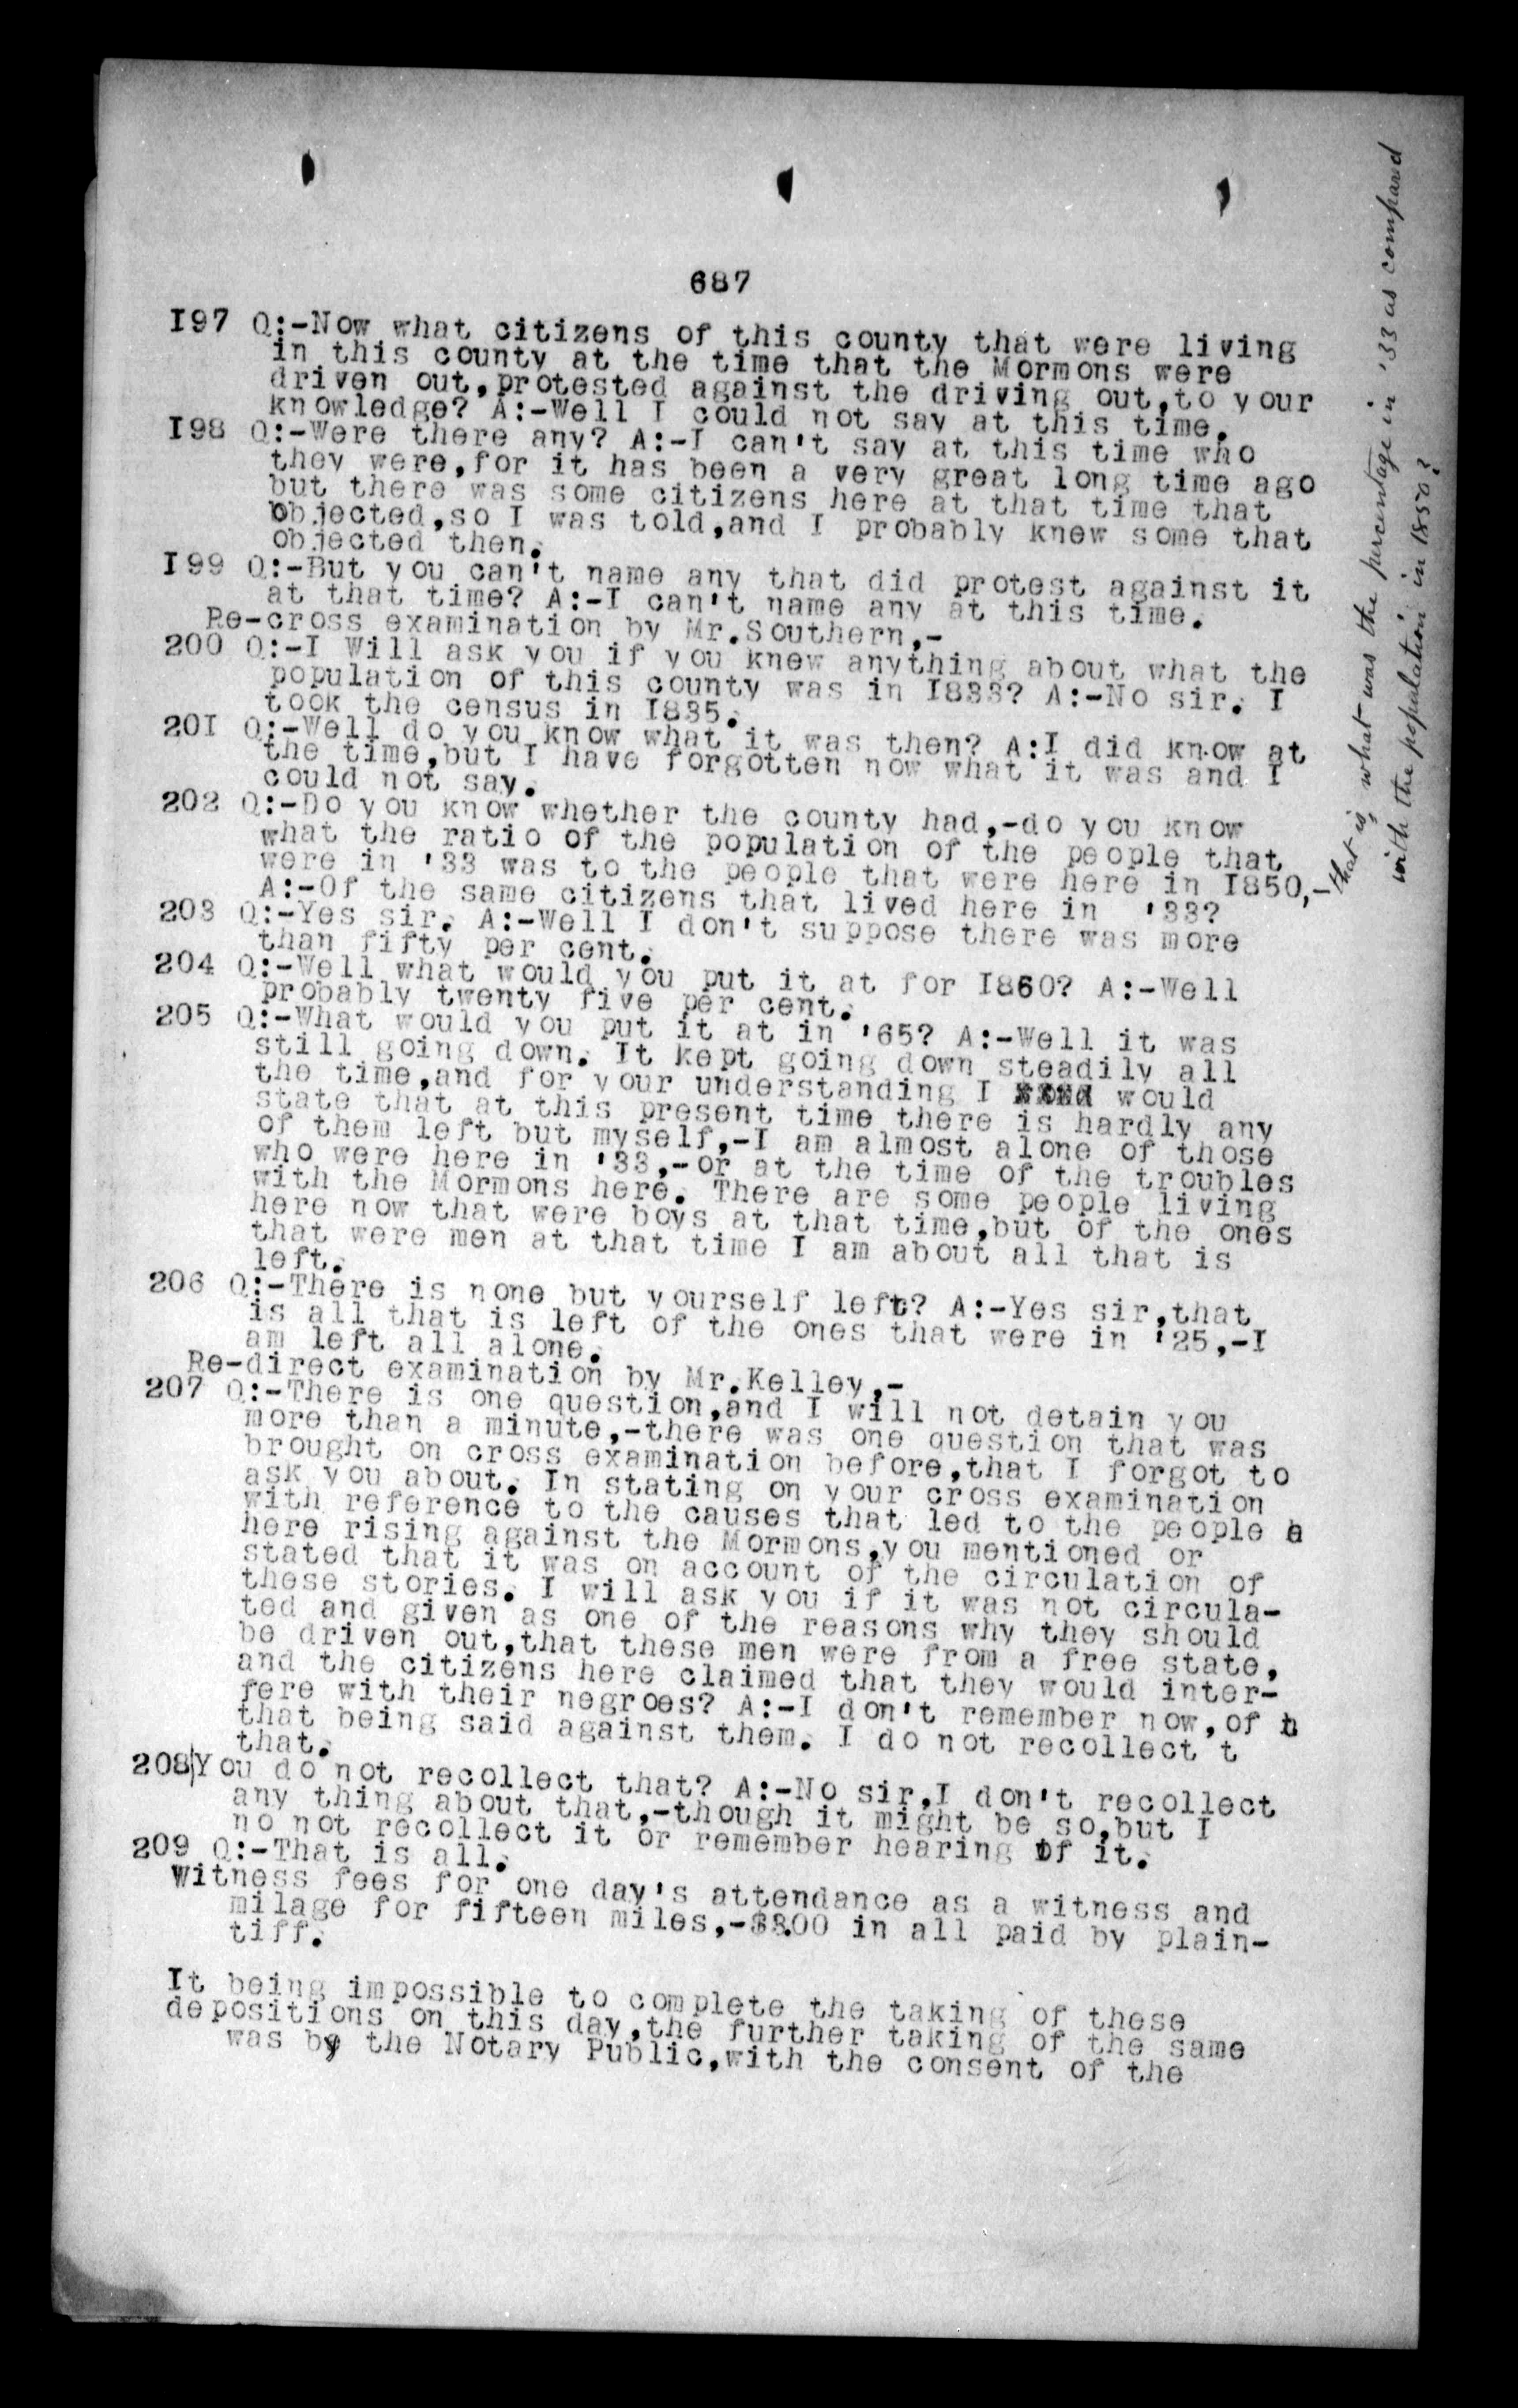 687
I97 Q:-Now what citizens of this county that were living
in this county at the time that the Mormons were
driven out,protested against the driving out,to your
knowledge? A:-Well I could not say at this time.
I98 Q:-Were there any? A:-I can't say at this time who
they were,for it has been a very great long time ago
but there was some citizens here at that time that
objected,so I was told,and I probably knew some that
objected then.
I99 Q:-But you can't name any that did protest against it
at that time? A:-I can't name any at this time.
Re-cross examination by Mr.Southern,-
200 Q:-I Will ask you if you knew anything about what the
population of this county was in I833? A:-No sir. I
took the census in I835.
20I Q:-Well do you know what it was then? A:I did know at
the time,but I have forgotten now what it was and I
could not say.
202 Q:-Do you know whether the county had,-do you know
what the ratio of the population of the people that
were in '33 was to the people that were here in I850,-
that is, what was the percentage in '33 as compared
with the population in 1850?
A:-Of the same citizens that lived here in '33?
203 Q:-Yes sir. A:-Well I don't suppose there was more
than fifty per cent.
204 Q:-Well what would you put it at for I860? A:-Well
probably twenty five per cent.
205 Q:-What would you put it at in '65? A:-Well it was
still going down. It kept going down steadily all
the time,and for your understanding I would
state that at this present time there is hardly any
of them left but myself,-I am almost alone of those
who were here in '33,-or at the time of the troubles
with the Mormons here. There are some people living
here now that were boys at that time,but of the ones
that were men at that time I am about all that is
left.
206 Q:-There is none but yourself left? A:-Yes sir,that
is all that is left of the ones that were in '25,-I
am left all alone.
Re-direct examination by Mr.Kelley,-
207 Q:-There is one question,and I will not detain you
more than a minute,-there was one question that was
brought on cross examination before,that I forgot to
ask you about. In stating on your cross examination
with reference to the causes that led to the people
here rising against the Mormons,you mentioned or
stated that it was on account of the circulation of
these stories. I will ask you if it was not circula-
ted and given as one of the reasons why they should
be driven out,that these men were from a free state,
and the citizens here claimed that they would inter-
fere with their negroes? A:-I don't remember now,of
that being said against them. I do not recollect t
that.
208 You do not recollect that? A:-No sir,I don't recollect
any thing about that,-though it might be so,but I
no not recollect it or remember hearing of it.
209 Q:-That is all.
Witness fees for one day's attendance as a witness and
milage for fifteen miles,-$3.00 in all paid by plain-
tiff.
It being impossible to complete the taking of these
depositions on this day,the further taking of the same
was by the Notary Public,with the consent of the